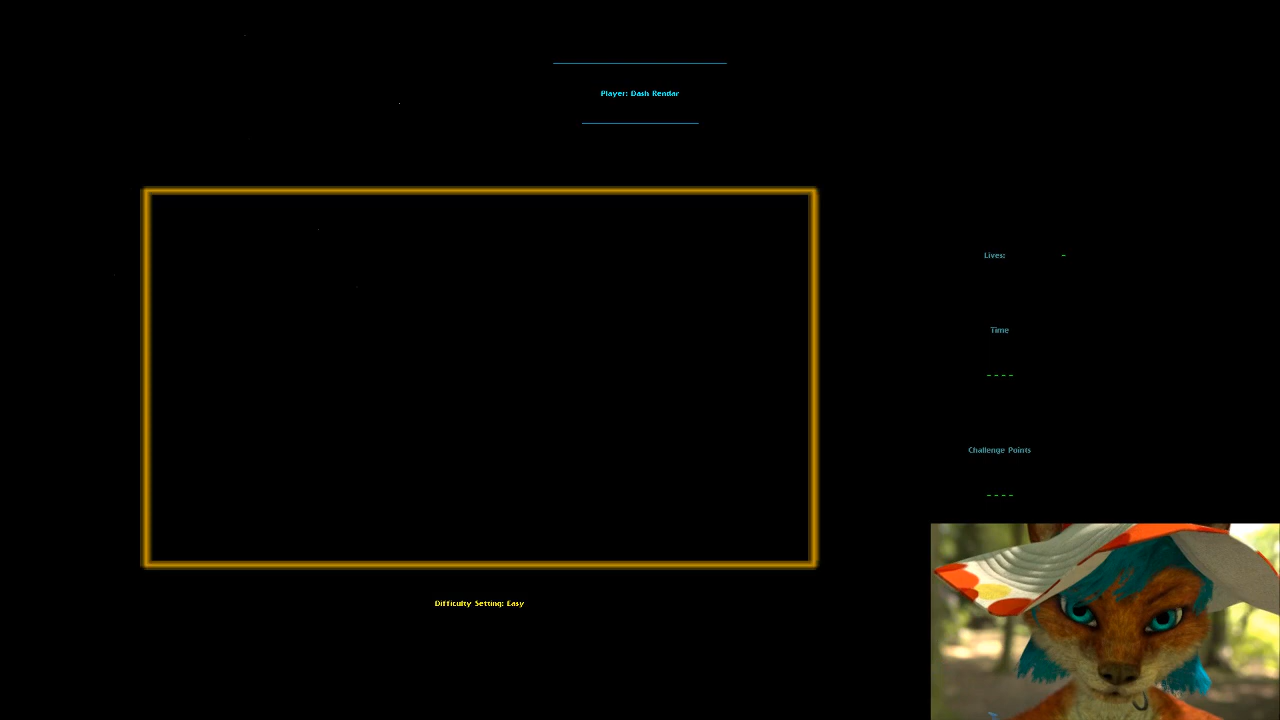 Player: Dash Rendar
Lives: -
Time
----
Challenge Points
----
Difficulty Setting: Easy